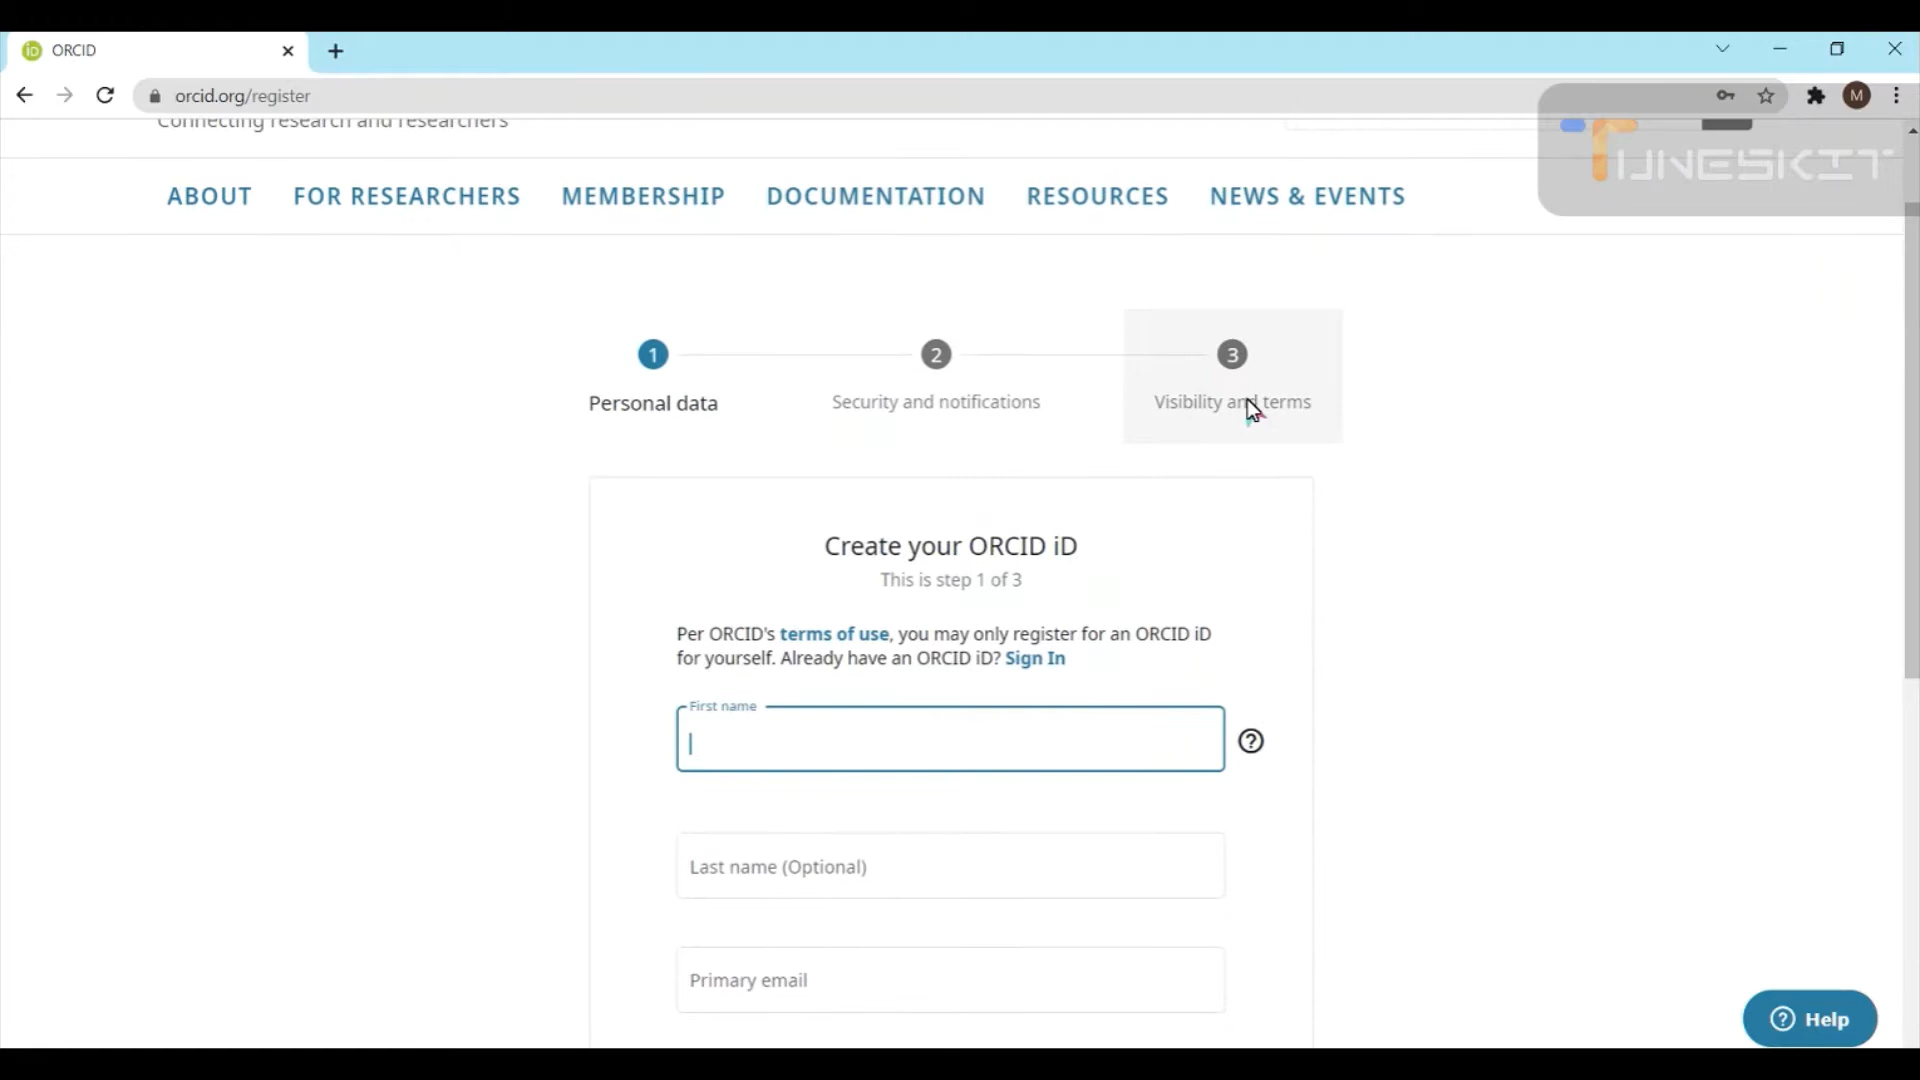 iD ORCID
orcid.org/register
M
Connecting research and researchers
TUNESKIT
ABOUT FOR RESEARCHERS MEMBERSHIP DOCUMENTATION RESOURCES NEWS & EVENTS
1 2 3
Personal data Security and notifications Visibility and terms
Create your ORCID iD
This is step 1 of 3
Per ORCID's terms of use, you may only register for an ORCID iD
for yourself. Already have an ORCID iD? Sign In
First name
Last name (Optional)
Primary email
Help